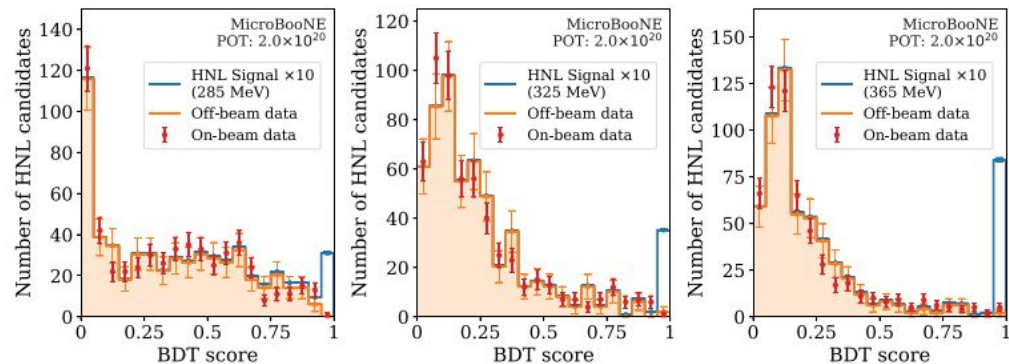 MicroBooNE
POT: 2.0×10²⁰
HNL Signal ×10
(285 MeV)
Off-beam data
On-beam data
Number of HNL candidates
140
120
100
80
60
40
20
0
0 0.25 0.5 0.75 1
BDT score
MicroBooNE
POT: 2.0×10²⁰
HNL Signal ×10
(325 MeV)
Off-beam data
On-beam data
Number of HNL candidates
120
100
80
60
40
20
0
0 0.25 0.5 0.75 1
BDT score
MicroBooNE
POT: 2.0×10²⁰
HNL Signal ×10
(365 MeV)
Off-beam data
On-beam data
Number of HNL candidates
150
125
100
75
50
25
0
0 0.25 0.5 0.75 1
BDT score